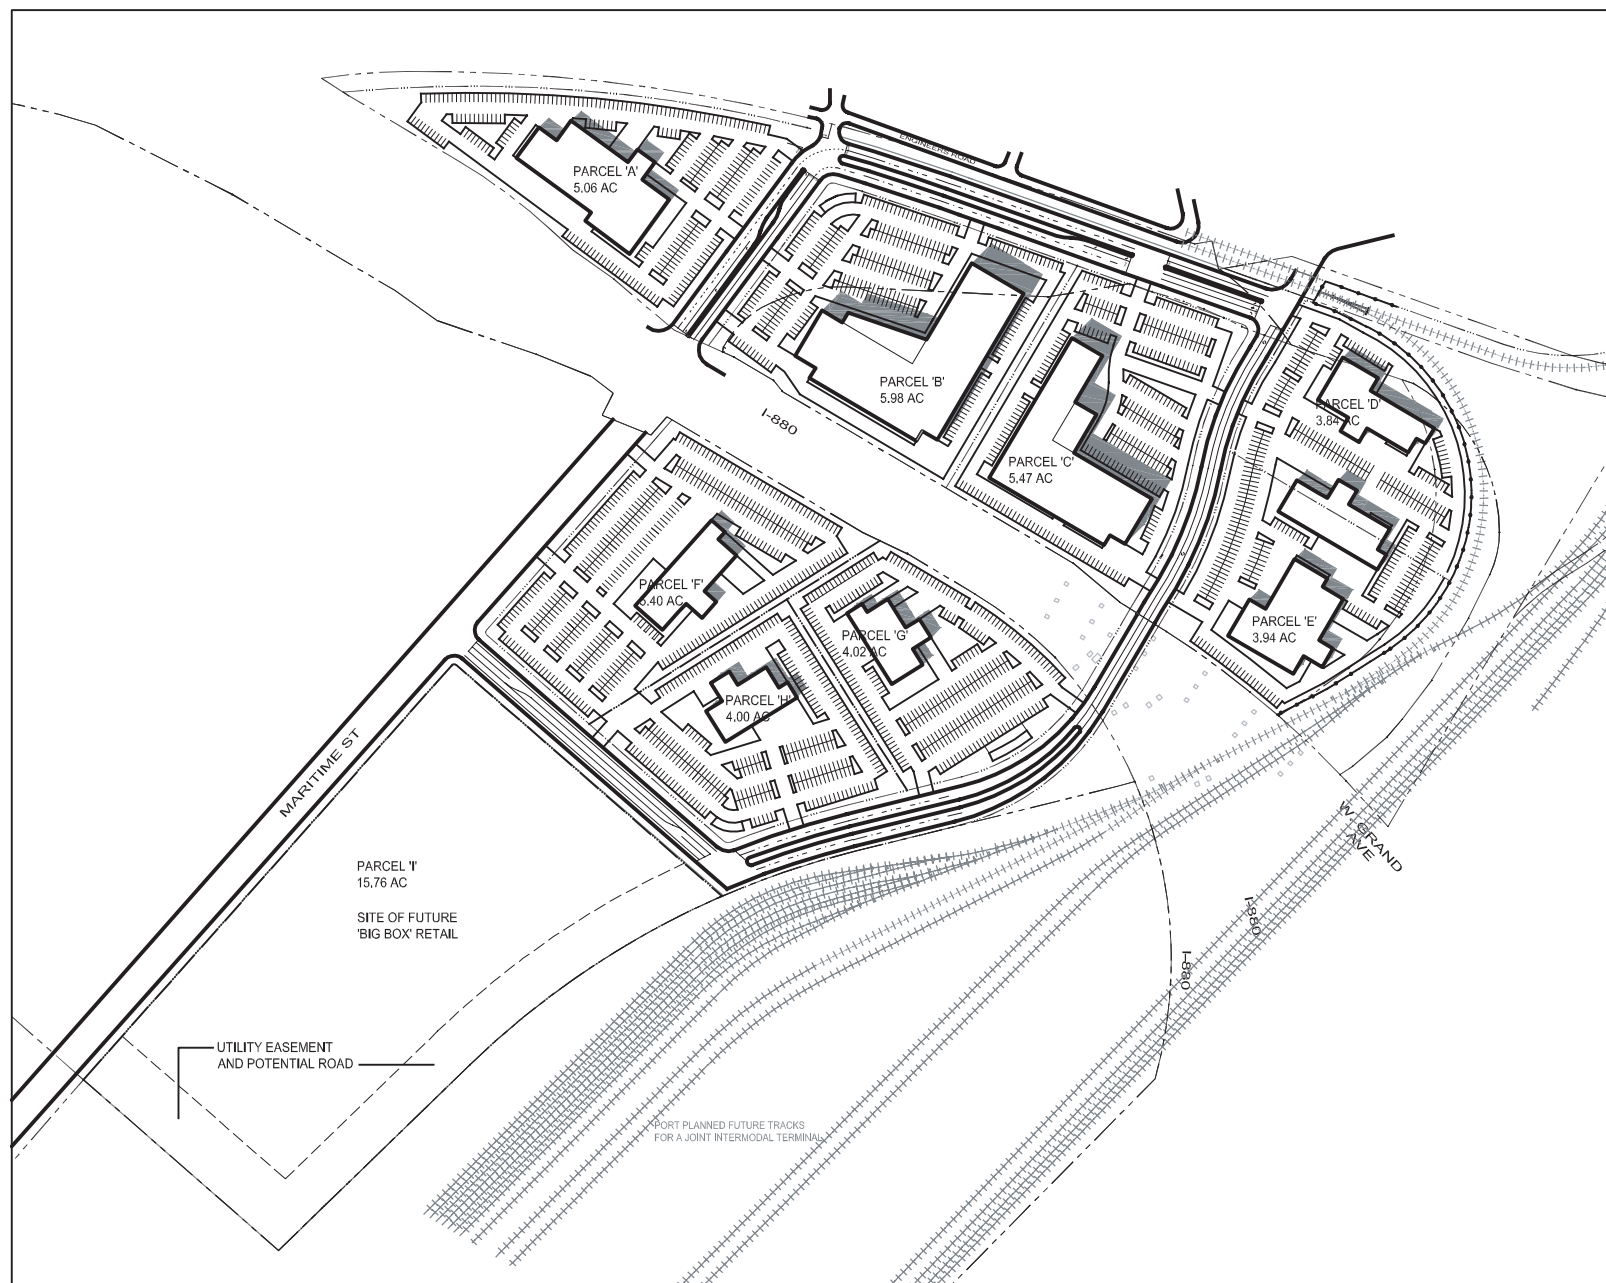 ENGINEERS ROAD
PARCEL 'A'
5.06 AC
PARCEL 'B'
5.98 AC
I-880
PARCEL 'C'
5.47 AC
PARCEL 'D'
3.84 AC
PARCEL 'E'
3.94 AC
PARCEL 'F'
PARCEL 'G'
4.02 AC
PARCEL 'H'
4.00 AC
MARITIME ST
W. GRAND
AVE
PARCEL 'I'
15.76 AC
SITE OF FUTURE
'BIG BOX' RETAIL
I-880
I-880
UTILITY EASEMENT
AND POTENTIAL ROAD
PORT PLANNED FUTURE TRACKS
FOR A JOINT INTERMODAL TERMINAL